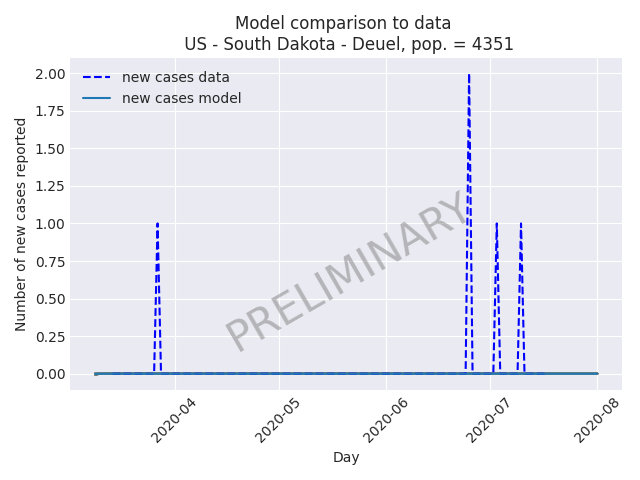 Model comparison to data
US - South Dakota - Deuel, pop. = 4351
new cases data
new cases model
Number of new cases reported
2.00
1.75
1.50
1.25
1.00
0.75
0.50
0.25
0.00
PRELIMINARY
2020-04
2020-05
2020-06
2020-07
2020-08
Day